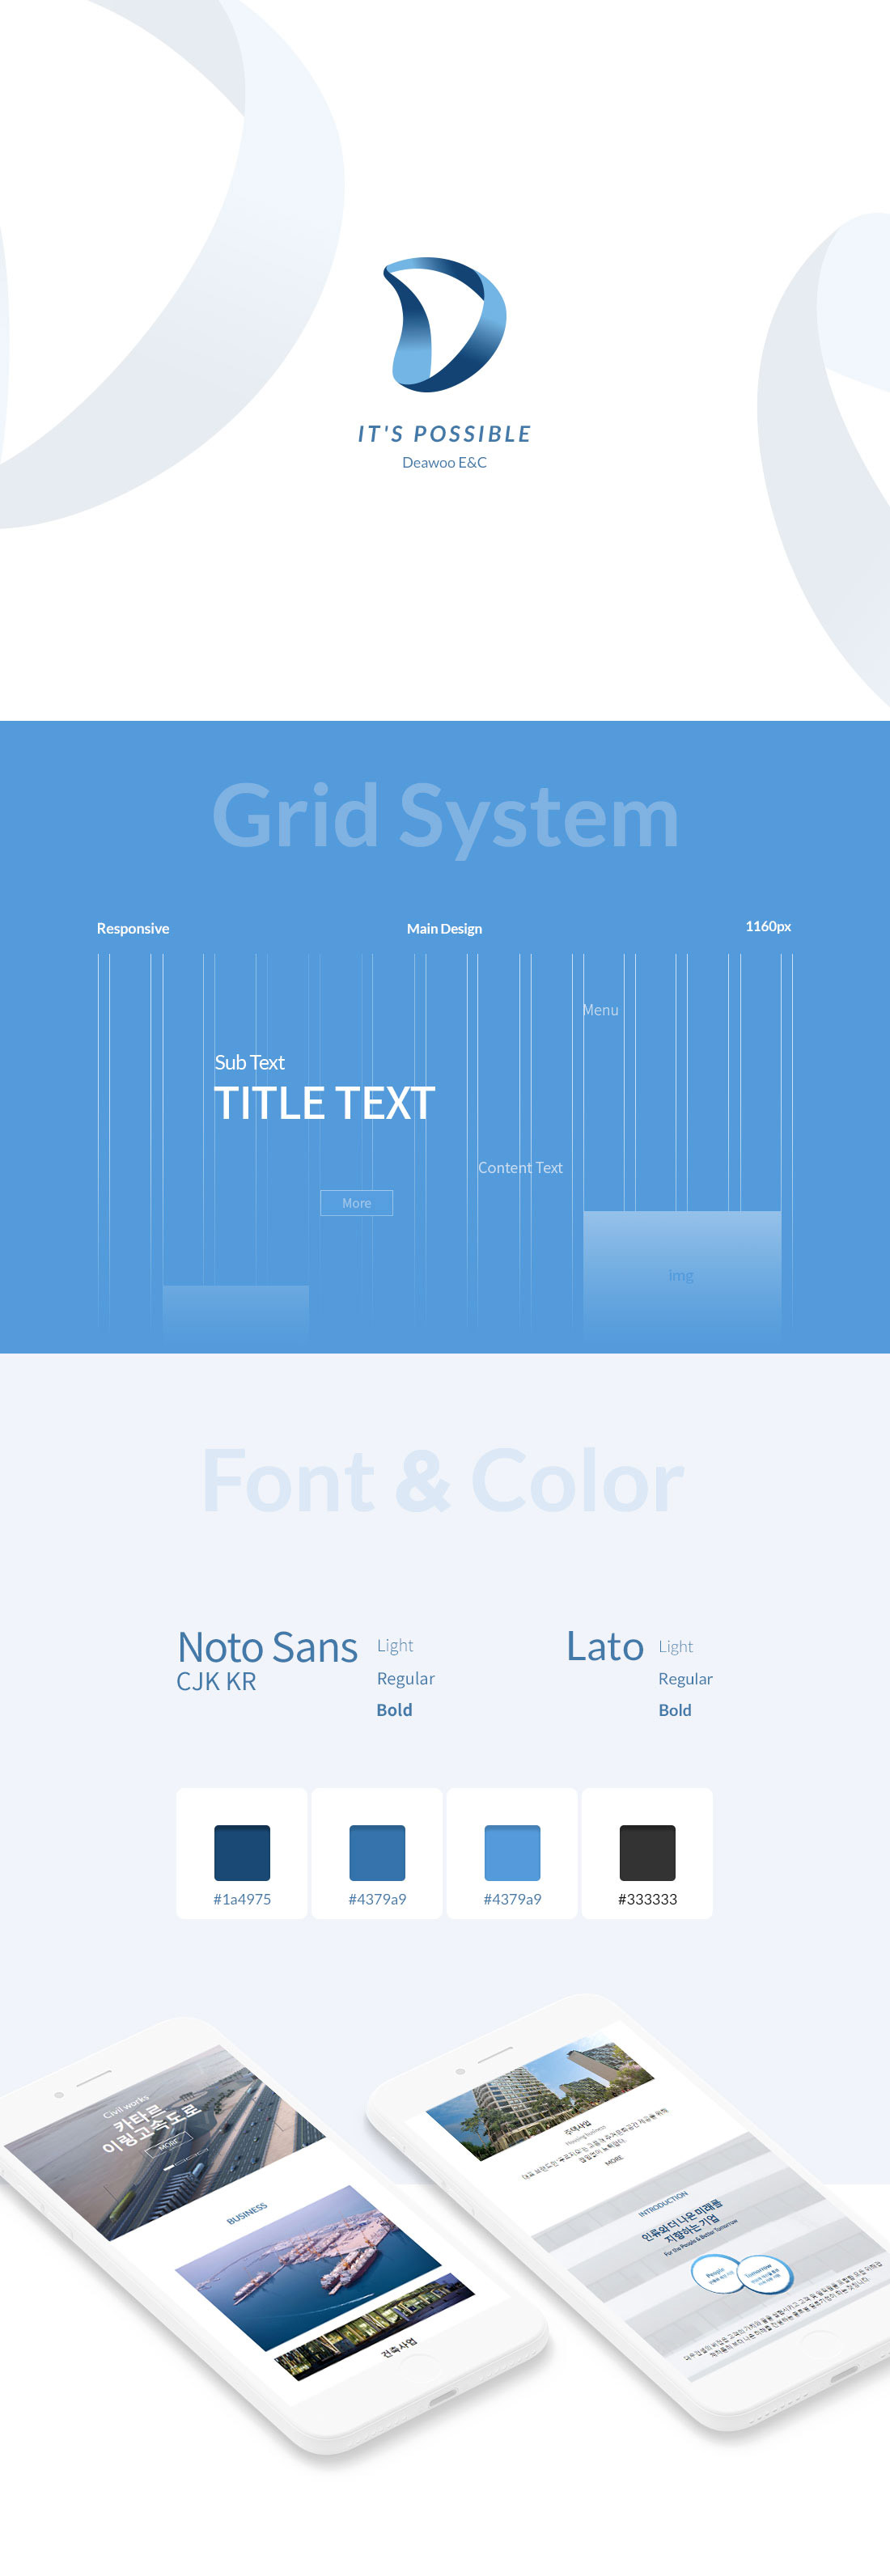 IT'S POSSIBLE
Deawoo E&C
Grid System
Responsive
Main Design
1160px
Menu
Sub Text
TITLE TEXT
Content Text
More
img
Font & Color
Noto Sans
CJK KR
Light
Regular
Bold
Lato
Light
Regular
Bold
#1a4975
#4379a9
#4379a9
#333333
Civil works
카타르
이링고속도로
MORE
BUSINESS
건축사업
주택사업
Housing Business
MORE
INTRODUCTION
인류와 더 나은 미래를
지향하는 기업
For the People & Better Tomorrow
People
Tomorrow